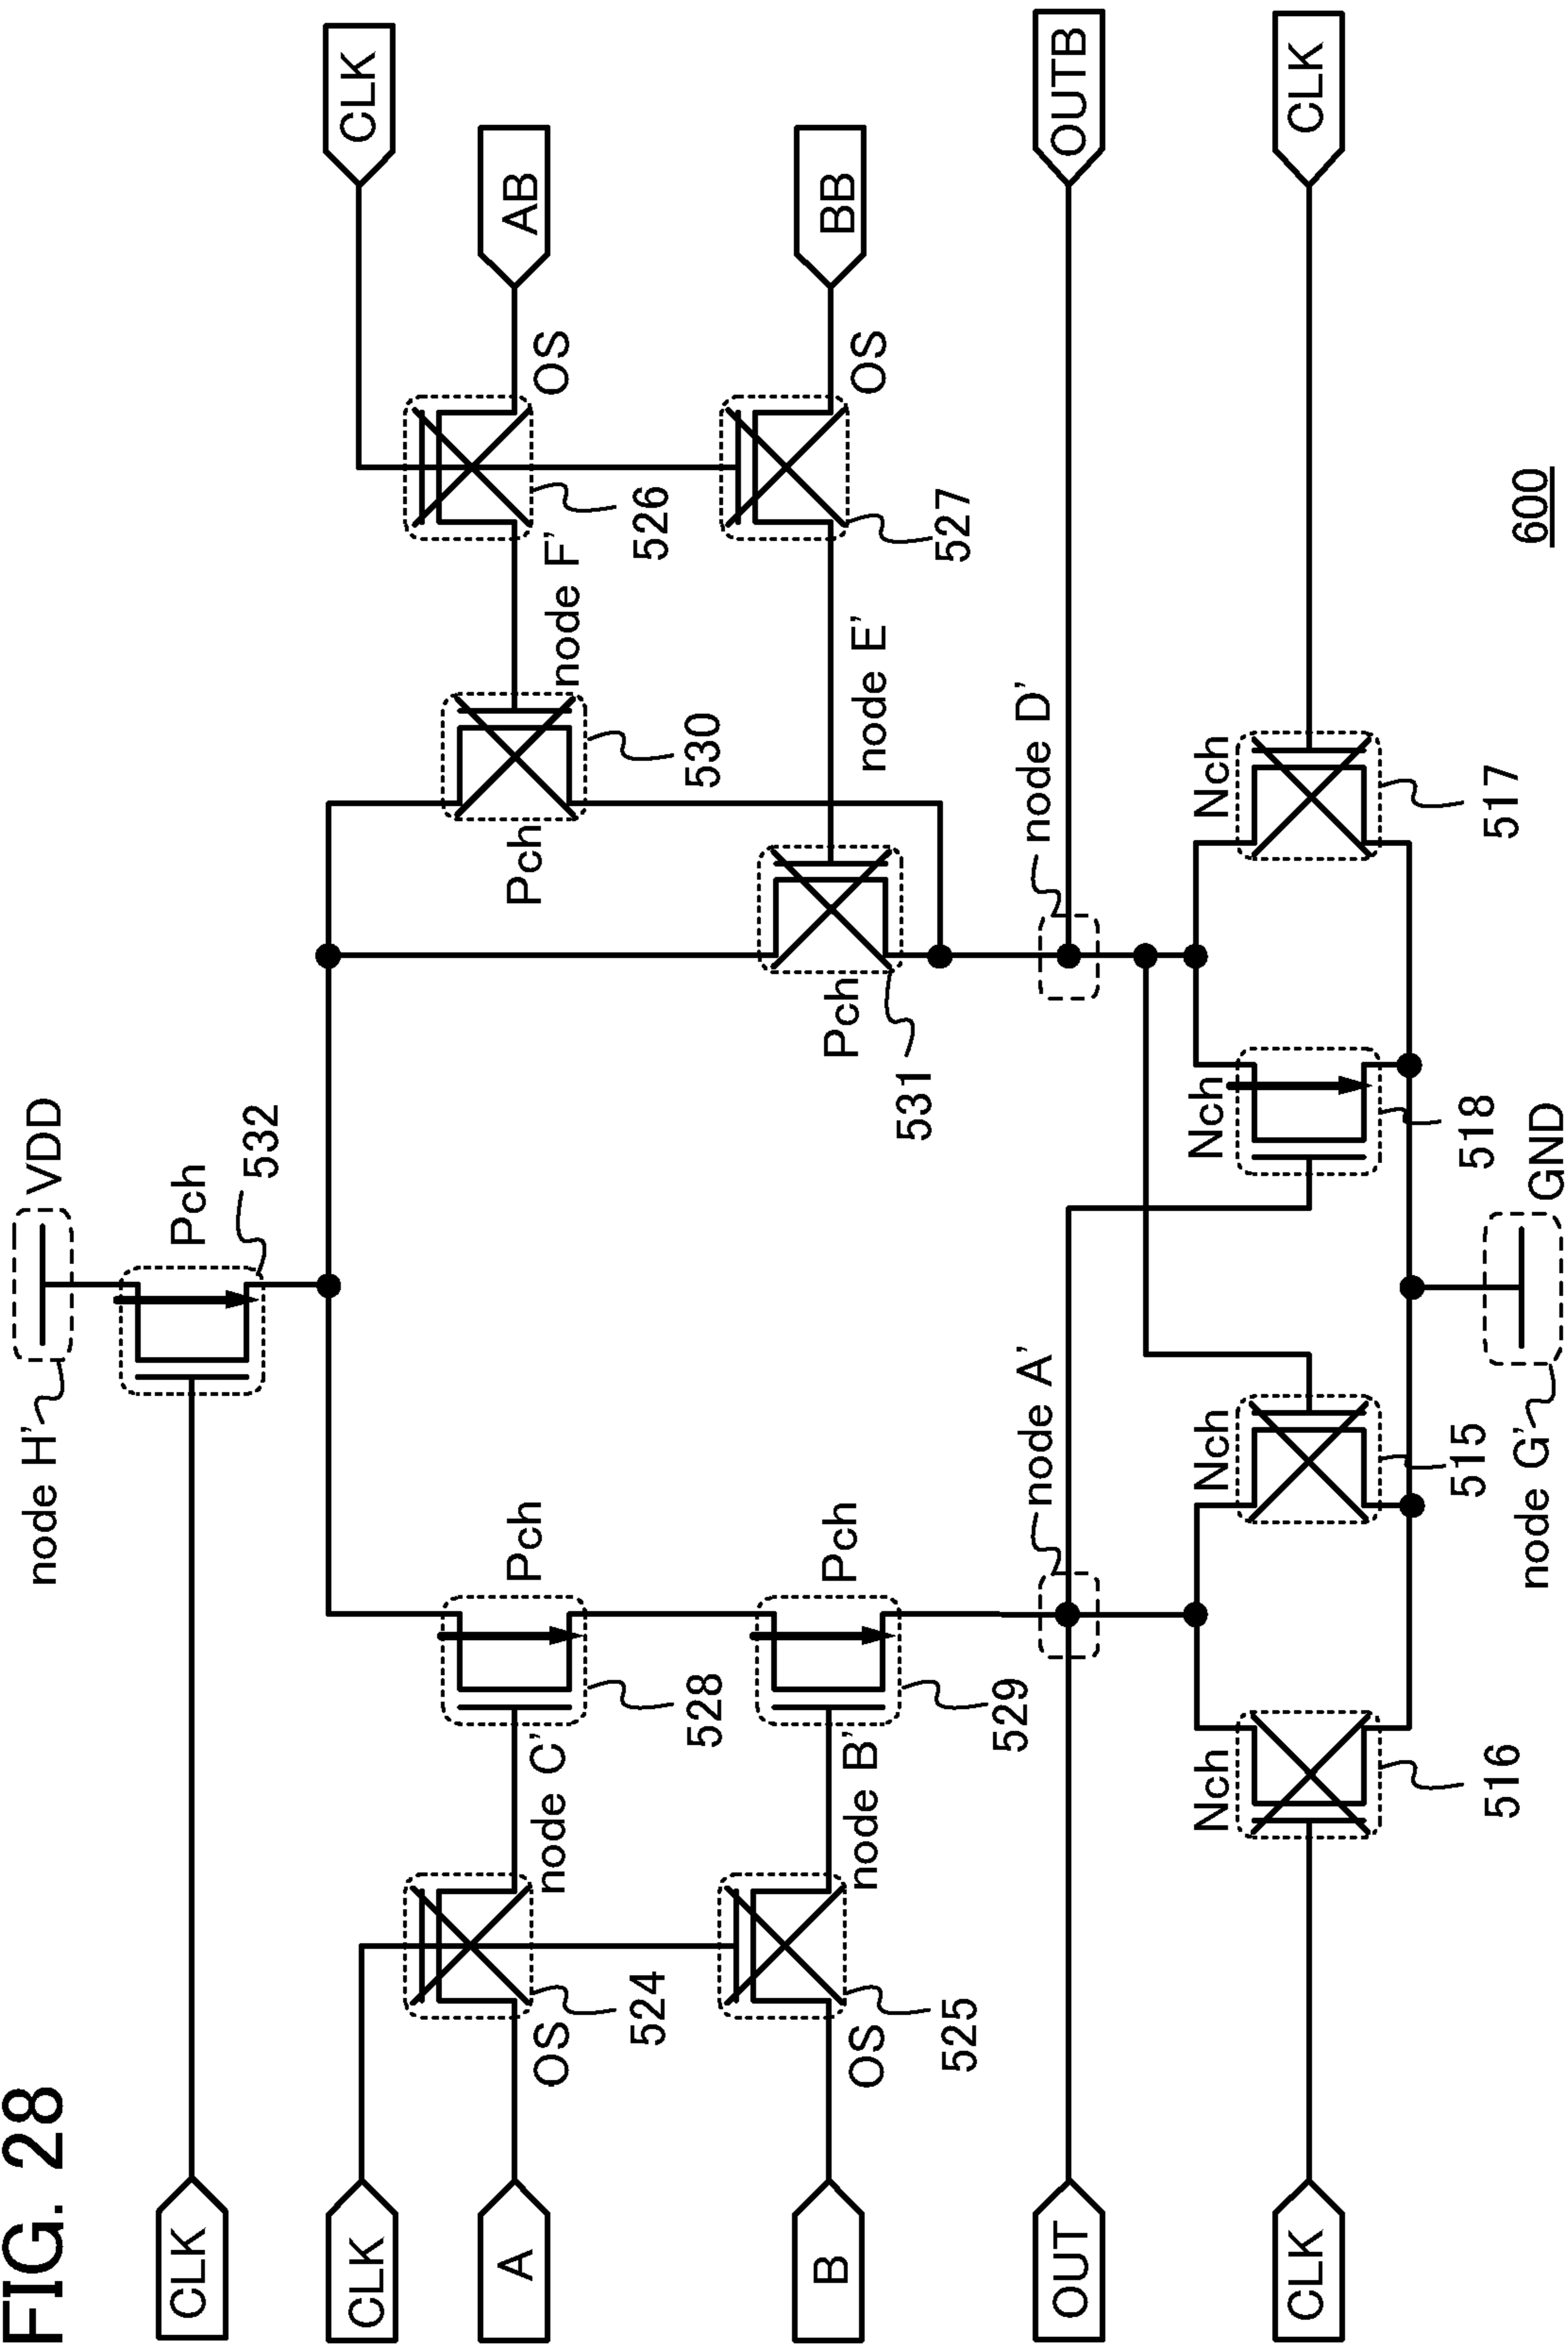 FIG. 28
node H'
VDD
CLK
Pch
532
CLK
CLK
A
OS
524
node C'
528
Pch
Pch
530
node F'
526
OS
AB
B
OS
525
node B'
529
Pch
Pch
531
node E'
527
OS
BB
OUT
node A'
node D'
OUTB
CLK
Nch
516
Nch
515
Nch
518
Nch
517
CLK
node G'
GND
600